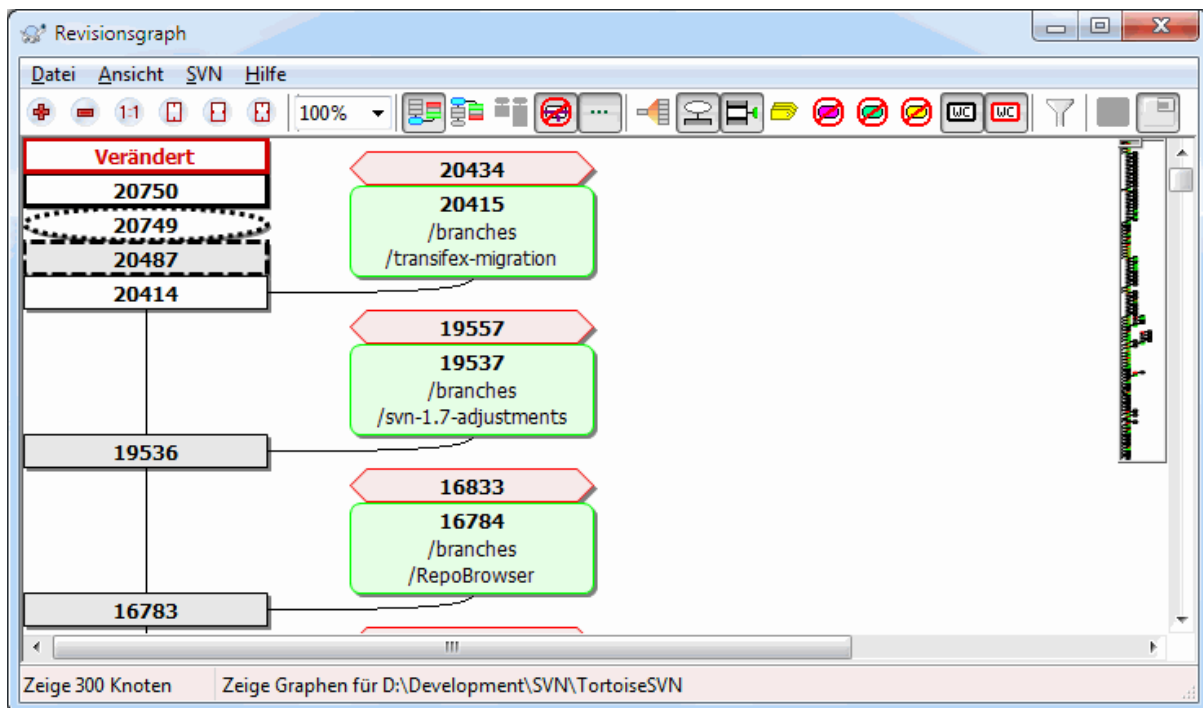 Revisionsgraph
Datei Ansicht SVN Hilfe
1:1 100% ... WC WC
Verändert
20750
20749
20487
20414
20434
20415
/branches
/transifex-migration
19557
19537
/branches
/svn-1.7-adjustments
19536
16833
16784
/branches
/RepoBrowser
16783
Zeige 300 Knoten Zeige Graphen für D:\Development\SVN\TortoiseSVN